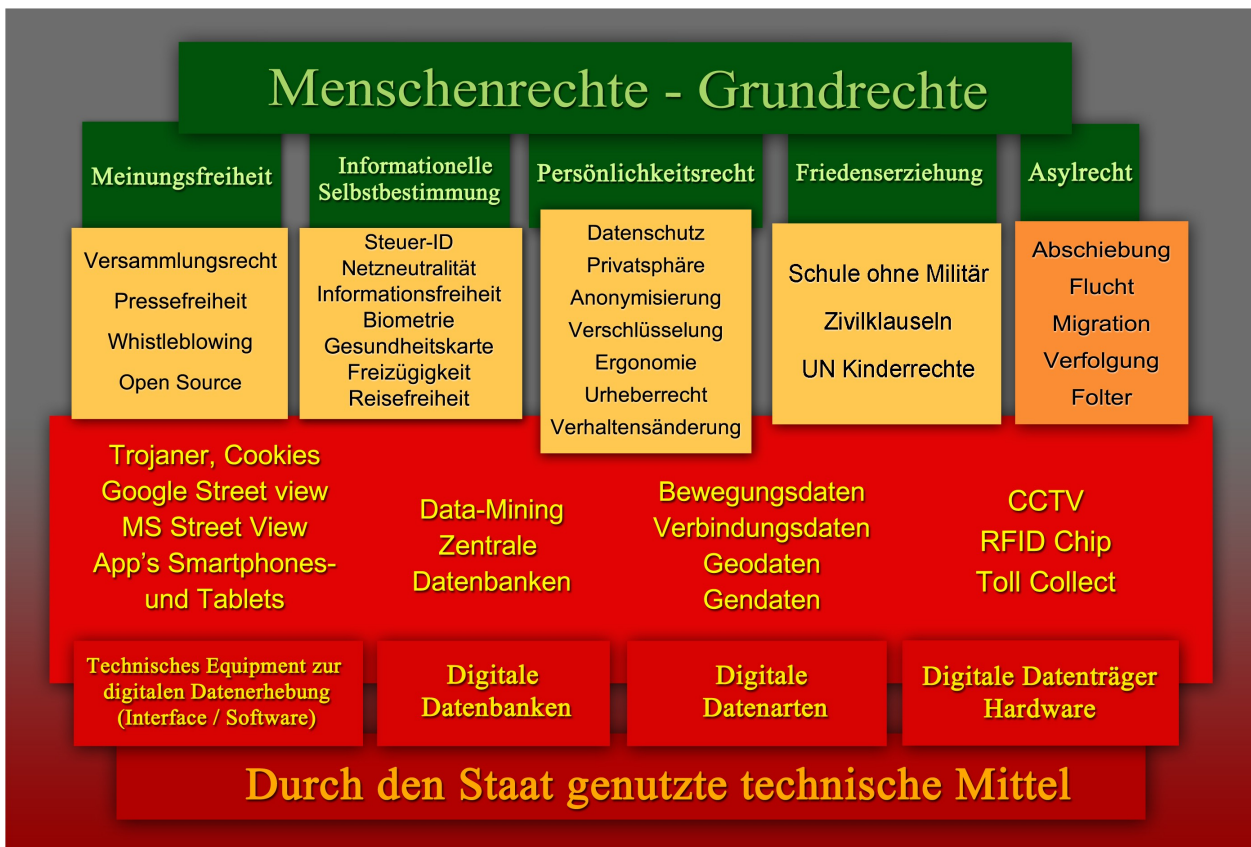 Menschenrechte - Grundrechte
Meinungsfreiheit
Informationelle
Selbstbestimmung
Persönlichkeitsrecht
Friedenserziehung
Asylrecht
Versammlungsrecht
Pressefreiheit
Whistleblowing
Open Source
Steuer-ID
Netzneutralität
Informationsfreiheit
Biometrie
Gesundheitskarte
Freizügigkeit
Reisefreiheit
Datenschutz
Privatsphäre
Anonymisierung
Verschlüsselung
Ergonomie
Urheberrecht
Verhaltensänderung
Schule ohne Militär
Zivilklauseln
UN Kinderrechte
Abschiebung
Flucht
Migration
Verfolgung
Folter
Trojaner, Cookies
Google Street view
MS Street View
App's Smartphones-
und Tablets
Data-Mining
Zentrale
Datenbanken
Bewegungsdaten
Verbindungsdaten
Geodaten
Gendaten
CCTV
RFID Chip
Toll Collect
Technisches Equipment zur
digitalen Datenerhebung
(Interface / Software)
Digitale
Datenbanken
Digitale
Datenarten
Digitale Datenträger
Hardware
Durch den Staat genutzte technische Mittel